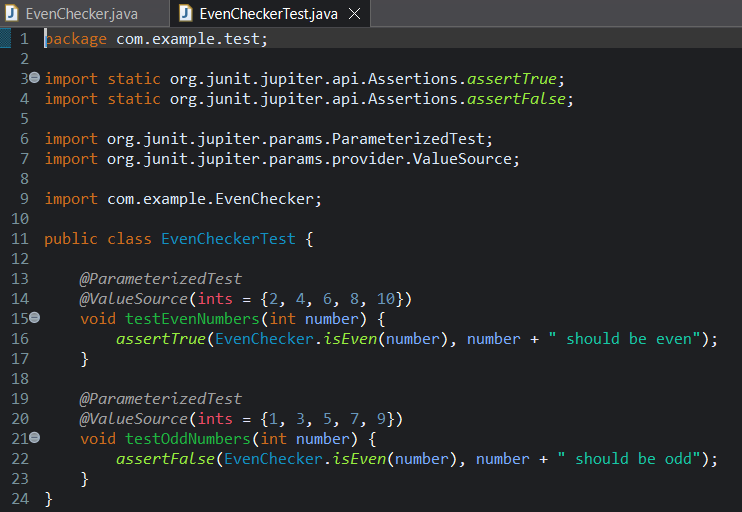 EvenChecker.java EvenCheckerTest.java
1 package com.example.test;
2
3 import static org.junit.jupiter.api.Assertions.assertTrue;
4 import static org.junit.jupiter.api.Assertions.assertFalse;
5
6 import org.junit.jupiter.params.ParameterizedTest;
7 import org.junit.jupiter.params.provider.ValueSource;
8
9 import com.example.EvenChecker;
10
11 public class EvenCheckerTest {
12
13     @ParameterizedTest
14     @ValueSource(ints = {2, 4, 6, 8, 10})
15     void testEvenNumbers(int number) {
16         assertTrue(EvenChecker.isEven(number), number + " should be even");
17     }
18
19     @ParameterizedTest
20     @ValueSource(ints = {1, 3, 5, 7, 9})
21     void testOddNumbers(int number) {
22         assertFalse(EvenChecker.isEven(number), number + " should be odd");
23     }
24 }